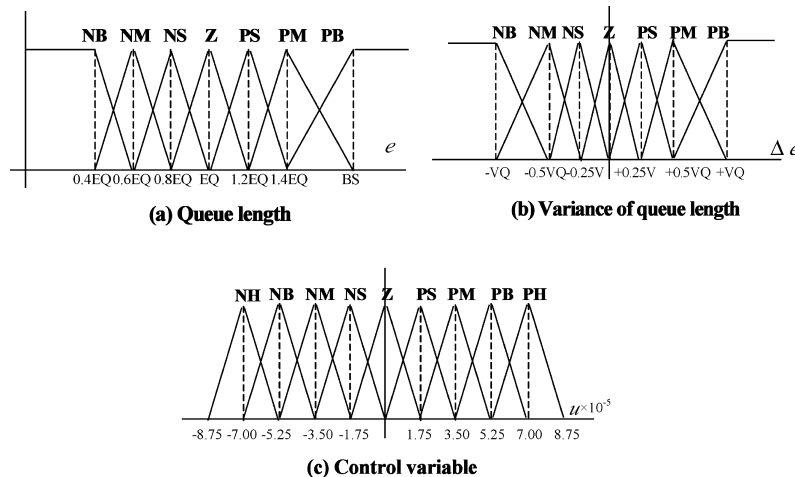 NB NM NS Z PS PM PB
e
0.4EQ 0.6EQ 0.8EQ EQ 1.2EQ 1.4EQ BS
(a) Queue length
NB NM NS Z PS PM PB
Δ e
-VQ -0.5VQ -0.25V +0.25V +0.5VQ +VQ
(b) Variance of queue length
NH NB NM NS Z PS PM PB PH
u×10⁻⁵
-8.75 -7.00 -5.25 -3.50 -1.75 1.75 3.50 5.25 7.00 8.75
(c) Control variable